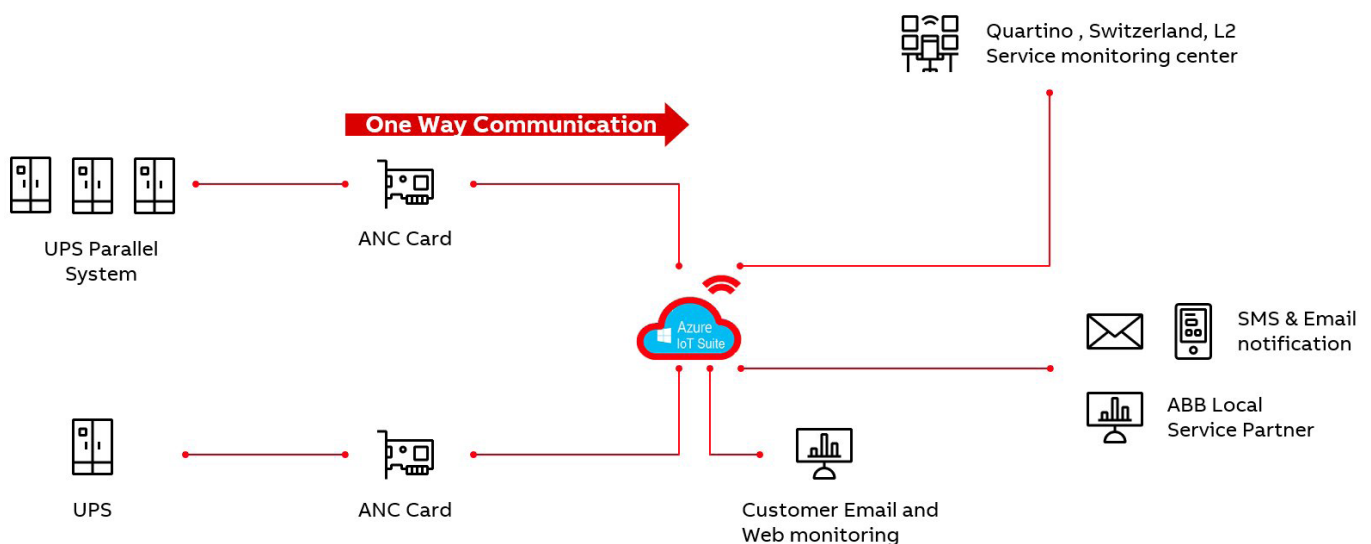 Quartino , Switzerland, L2
Service monitoring center
One Way Communication
UPS Parallel
System
ANC Card
Azure
IoT Suite
SMS & Email
notification
ABB Local
Service Partner
UPS
ANC Card
Customer Email and
Web monitoring